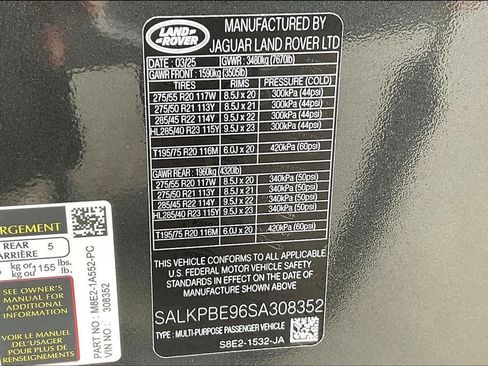 LAND
ROVER
MANUFACTURED BY
JAGUAR LAND ROVER LTD
DATE: 03/25 GVWR : 3480kg (7670lb)
GAWR FRONT : 1590kg (3505lb)
TIRES RIMS PRESSURE (COLD)
275/55 R20 117W 8.5J x 20 300kPa (44psi)
275/50 R21 113Y 8.5J x 21 300kPa (44psi)
285/45 R22 114Y 9.5J x 22 300kPa (44psi)
HL285/40 R23 115Y 9.5J x 23 300kPa (44psi)
T195/75 R20 116M 6.0J x 20 420kPa (60psi)
GAWR REAR : 1960kg (4320lb)
275/55 R20 117W 8.5J x 20 340kPa (50psi)
275/50 R21 113Y 8.5J x 21 340kPa (50psi)
285/45 R22 114Y 9.5J x 22 340kPa (50psi)
HL285/40 R23 115Y 9.5J x 23 340kPa (50psi)
T195/75 R20 116M 6.0J x 20 420kPa (60psi)
THIS VEHICLE CONFORMS TO ALL APPLICABLE
U.S. FEDERAL MOTOR VEHICLE SAFETY STANDARDS
IN EFFECT ON THE DATE OF MANUFACTURE SHOWN ABOVE.
SALKPBE96SA308352
TYPE : MULTI-PURPOSE PASSENGER VEHICLE
S8E2-1532-JA
ARGEMENT
REAR 5
ARRIÈRE
kg or 1155 lbs.
kg ou lb.
SEE OWNER'S
MANUAL FOR
ADDITIONAL
INFORMATION
VOIR LE MANUEL
DE L'USAGER
POUR PLUS DE
RENSEIGNEMENTS
PART No : M8E2-1A552-PC
VIN No : 308352